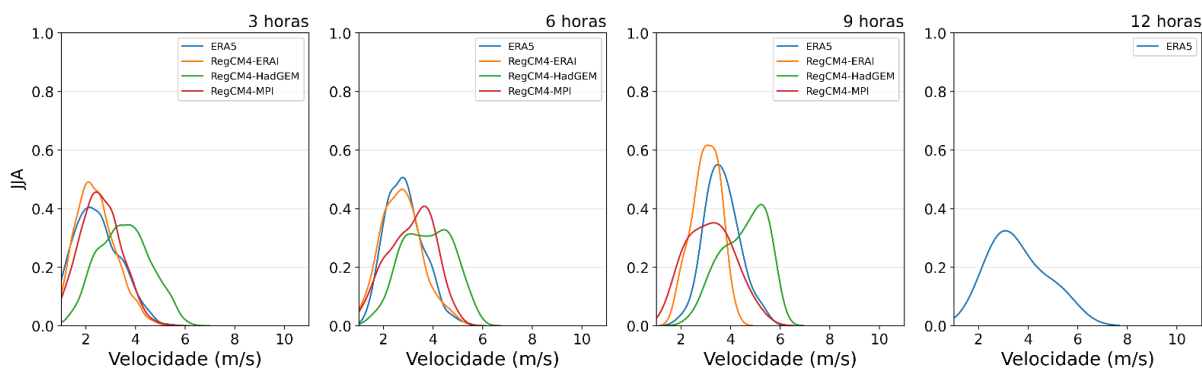 3 horas
1.0
0.8
0.6
0.4
0.2
0.0
JJA
ERA5
RegCM4-ERAI
RegCM4-HadGEM
RegCM4-MPI
2 4 6 8 10
Velocidade (m/s)
6 horas
1.0
0.8
0.6
0.4
0.2
0.0
ERA5
RegCM4-ERAI
RegCM4-HadGEM
RegCM4-MPI
2 4 6 8 10
Velocidade (m/s)
9 horas
1.0
0.8
0.6
0.4
0.2
0.0
ERA5
RegCM4-ERAI
RegCM4-HadGEM
RegCM4-MPI
2 4 6 8 10
Velocidade (m/s)
12 horas
1.0
0.8
0.6
0.4
0.2
0.0
ERA5
2 4 6 8 10
Velocidade (m/s)